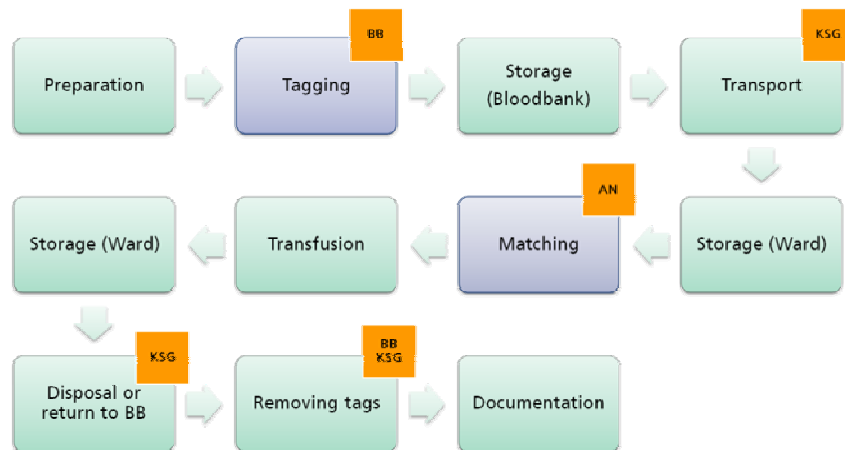 BB
KSG
Preparation
Tagging
Storage
(Bloodbank)
Transport
AN
Storage (Ward)
Transfusion
Matching
Storage (Ward)
KSG
BB
KSG
Disposal or
return to BB
Removing tags
Documentation